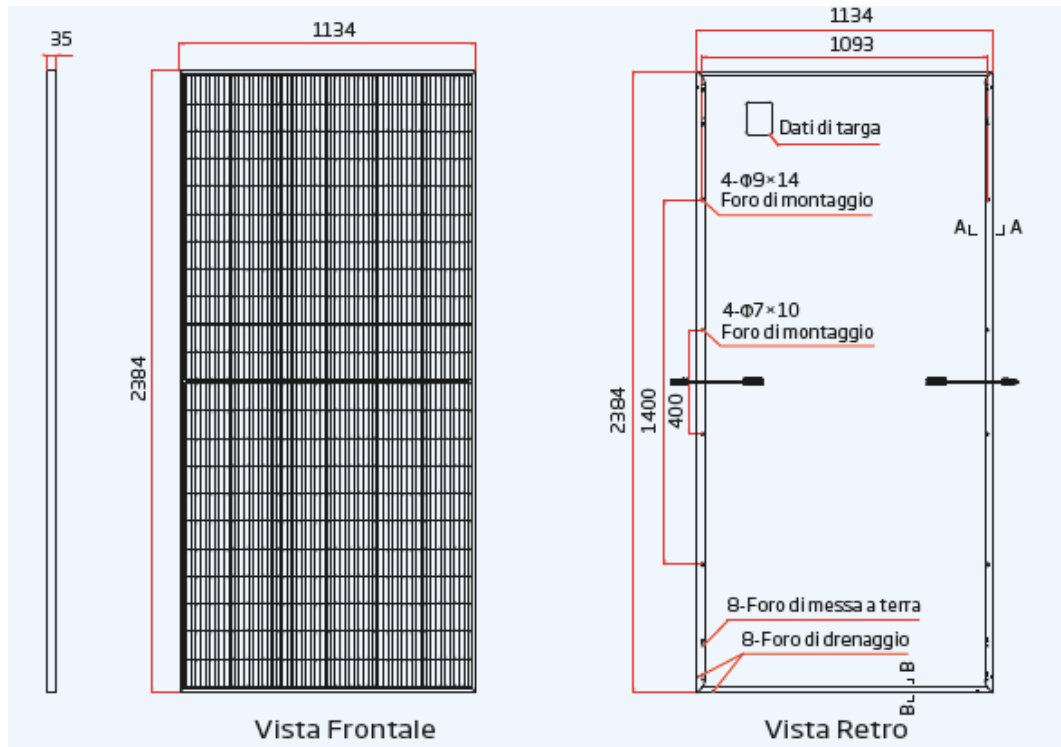 35
1134
2384
Vista Frontale
1134
1093
Dati di targa
4-Φ9×14
Foro di montaggio
A
A
4-Φ7×10
Foro di montaggio
2384
1400
400
8-Foro di messa a terra
8-Foro di drenaggio
B
B
Vista Retro